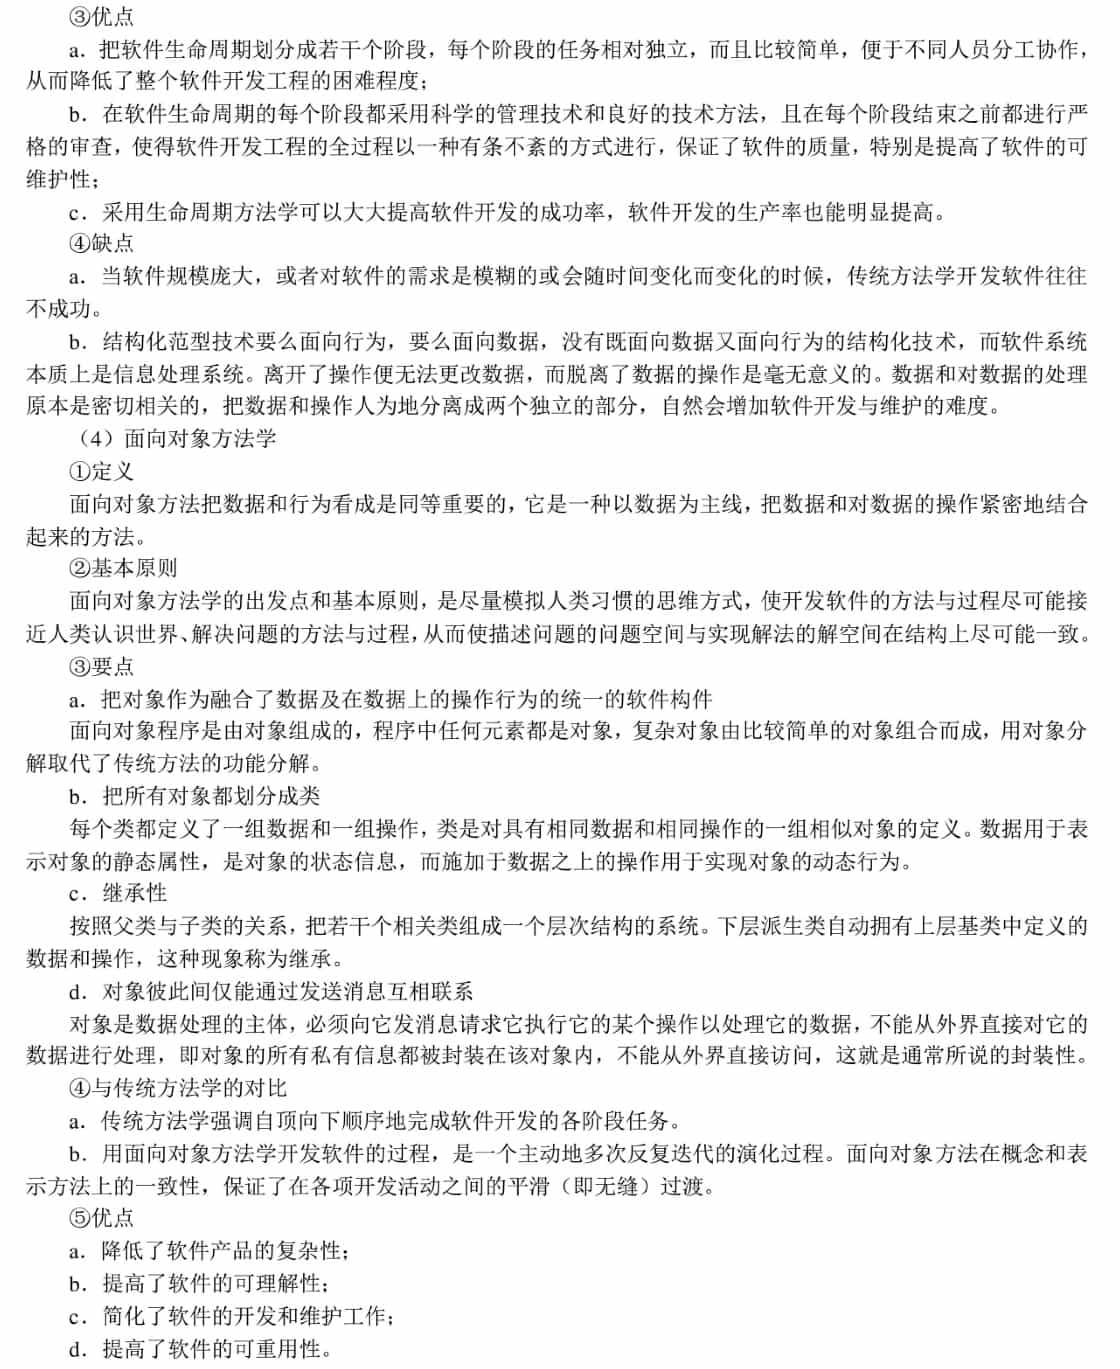 ③优点
a．把软件生命周期划分成若干个阶段，每个阶段的任务相对独立，而且比较简单，便于不同人员分工协作，
从而降低了整个软件开发工程的困难程度；
b．在软件生命周期的每个阶段都采用科学的管理技术和良好的技术方法，且在每个阶段结束之前都进行严
格的审查，使得软件开发工程的全过程以一种有条不紊的方式进行，保证了软件的质量，特别是提高了软件的可
维护性；
c．采用生命周期方法学可以大大提高软件开发的成功率，软件开发的生产率也能明显提高。
④缺点
a．当软件规模庞大，或者对软件的需求是模糊的或会随时间变化而变化的时候，传统方法学开发软件往往
不成功。
b．结构化范型技术要么面向行为，要么面向数据，没有既面向数据又面向行为的结构化技术，而软件系统
本质上是信息处理系统。离开了操作便无法更改数据，而脱离了数据的操作是毫无意义的。数据和对数据的处理
原本是密切相关的，把数据和操作人为地分离成两个独立的部分，自然会增加软件开发与维护的难度。
（4）面向对象方法学
①定义
面向对象方法把数据和行为看成是同等重要的，它是一种以数据为主线，把数据和对数据的操作紧密地结合
起来的方法。
②基本原则
面向对象方法学的出发点和基本原则，是尽量模拟人类习惯的思维方式，使开发软件的方法与过程尽可能接
近人类认识世界、解决问题的方法与过程，从而使描述问题的问题空间与实现解法的解空间在结构上尽可能一致。
③要点
a．把对象作为融合了数据及在数据上的操作行为的统一的软件构件
面向对象程序是由对象组成的，程序中任何元素都是对象，复杂对象由比较简单的对象组合而成，用对象分
解取代了传统方法的功能分解。
b．把所有对象都划分成类
每个类都定义了一组数据和一组操作，类是对具有相同数据和相同操作的一组相似对象的定义。数据用于表
示对象的静态属性，是对象的状态信息，而施加于数据之上的操作用于实现对象的动态行为。
c．继承性
按照父类与子类的关系，把若干个相关类组成一个层次结构的系统。下层派生类自动拥有上层基类中定义的
数据和操作，这种现象称为继承。
d．对象彼此间仅能通过发送消息互相联系
对象是数据处理的主体，必须向它发消息请求它执行它的某个操作以处理它的数据，不能从外界直接对它的
数据进行处理，即对象的所有私有信息都被封装在该对象内，不能从外界直接访问，这就是通常所说的封装性。
④与传统方法学的对比
a．传统方法学强调自顶向下顺序地完成软件开发的各阶段任务。
b．用面向对象方法学开发软件的过程，是一个主动地多次反复迭代的演化过程。面向对象方法在概念和表
示方法上的一致性，保证了在各项开发活动之间的平滑（即无缝）过渡。
⑤优点
a．降低了软件产品的复杂性；
b．提高了软件的可理解性；
c．简化了软件的开发和维护工作；
d．提高了软件的可重用性。